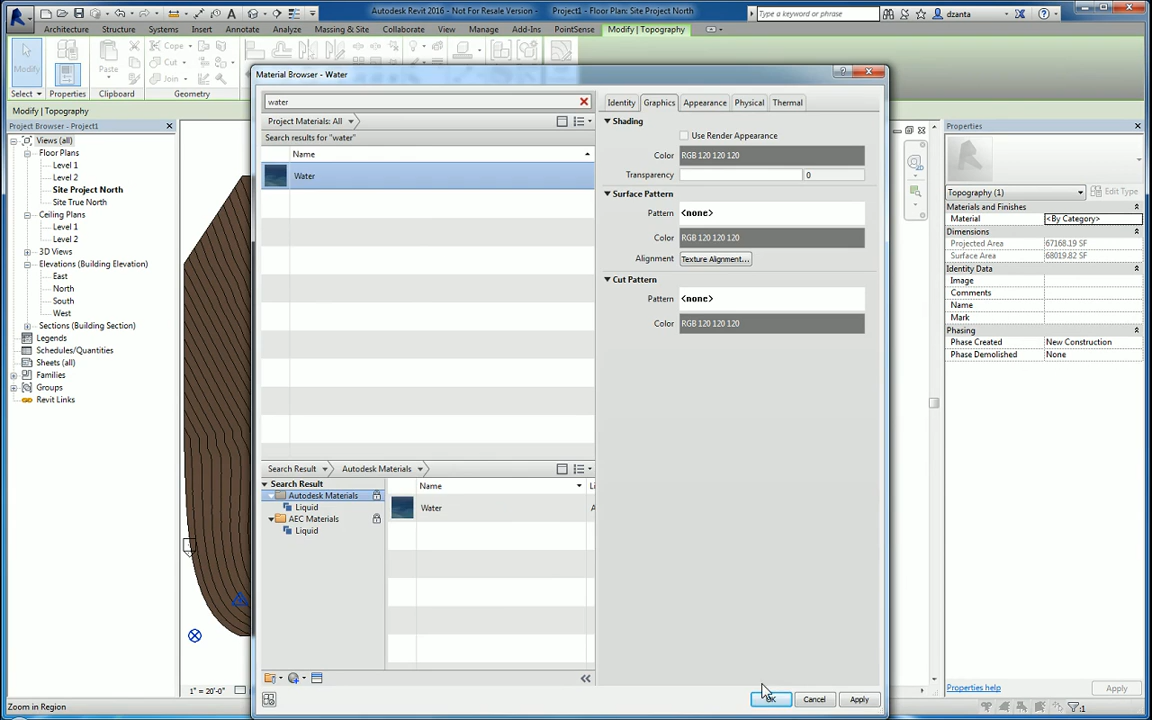 Autodesk Revit 2016 - Not For Resale Version -    Project1 - Floor Plan: Site Project North
Type a keyword or phrase
dzanta
Architecture Structure Systems Insert Annotate Analyze Massing & Site Collaborate View Manage Add-Ins PointSense Modify | Topography
Modify
Paste
Cope
Cut
Join
Select Properties Clipboard Geometry
Modify | Topography
Project Browser - Project1
Views (all)
Floor Plans
Level 1
Level 2
Site Project North
Site True North
Ceiling Plans
Level 1
Level 2
3D Views
Elevations (Building Elevation)
East
North
South
West
Sections (Building Section)
Legends
Schedules/Quantities
Sheets (all)
Families
Groups
Revit Links
Material Browser - Water
water
Project Materials: All
Search results for "water"
Name
Water
Search Result Autodesk Materials
Search Result
Autodesk Materials
Liquid
AEC Materials
Liquid
Name
Water
Identity Graphics Appearance Physical Thermal
Shading
Use Render Appearance
Color RGB 120 120 120
Transparency 0
Surface Pattern
Pattern <none>
Color RGB 120 120 120
Alignment Texture Alignment...
Cut Pattern
Pattern <none>
Color RGB 120 120 120
OK Cancel Apply
Properties
Topography (1) Edit Type
Materials and Finishes
Material <By Category>
Dimensions
Projected Area 67168.19 SF
Surface Area 68019.82 SF
Identity Data
Image
Comments
Name
Mark
Phasing
Phase Created New Construction
Phase Demolished None
Properties help Apply
1" = 20'-0"
Zoom in Region
:1